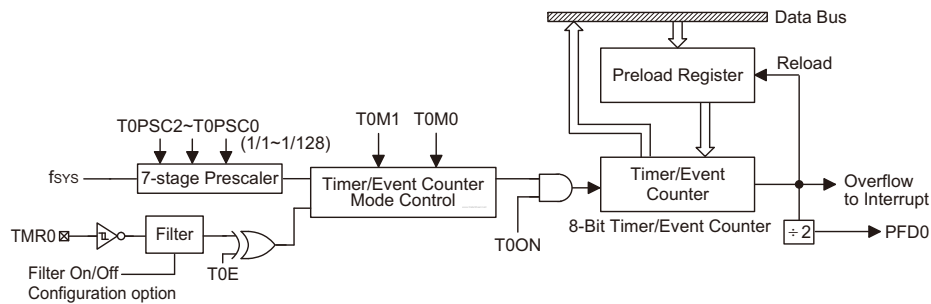 Data Bus
Preload Register
Reload
T0PSC2~T0PSC0
(1/1~1/128)
T0M1
T0M0
fSYS
7-stage Prescaler
Timer/Event Counter
Mode Control
Timer/Event
Counter
Overflow
to Interrupt
8-Bit Timer/Event Counter
T0ON
÷2
PFD0
TMR0
Filter
T0E
Filter On/Off
Configuration option